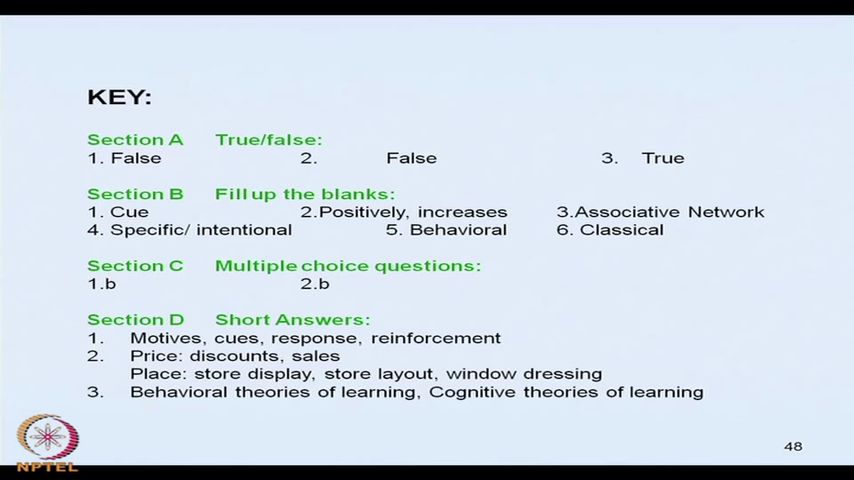 KEY:
Section A True/false:
1. False 2. False 3. True
Section B Fill up the blanks:
1. Cue 2.Positively, increases 3.Associative Network
4. Specific/ intentional 5. Behavioral 6. Classical
Section C Multiple choice questions:
1.b 2.b
Section D Short Answers:
1. Motives, cues, response, reinforcement
2. Price: discounts, sales
Place: store display, store layout, window dressing
3. Behavioral theories of learning, Cognitive theories of learning
48
NPTEL